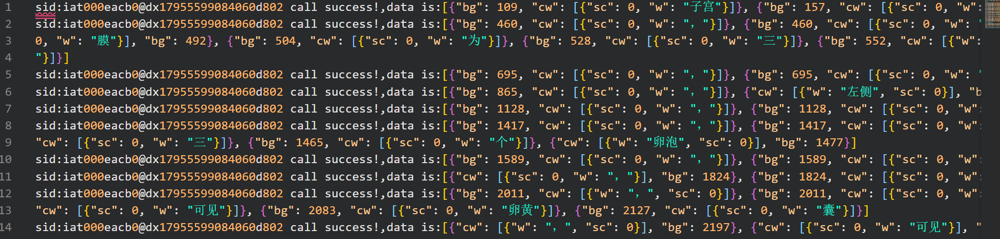 1 sid:iat000eacb0@dx17955599084060d802 call success!,data is:[{"bg": 109, "cw": [{"sc": 0, "w": "子宫"}]}, {"bg": 157, "cw": [{"sc": 0, "w":
2 sid:iat000eacb0@dx17955599084060d802 call success!,data is:[{"bg": 460, "cw": [{"sc": 0, "w": "，"}]}, {"bg": 460, "cw": [{"sc": 0, "w": "
3 0, "w": "膜"}], "bg": 492}, {"bg": 504, "cw": [{"sc": 0, "w": "为"}]}, {"bg": 528, "cw": [{"sc": 0, "w": "三"}]}, {"bg": 552, "cw": [{"w":
4 "}]}]
5 sid:iat000eacb0@dx17955599084060d802 call success!,data is:[{"bg": 695, "cw": [{"sc": 0, "w": "，"}]}, {"bg": 695, "cw": [{"sc": 0, "w": "
6 sid:iat000eacb0@dx17955599084060d802 call success!,data is:[{"bg": 865, "cw": [{"sc": 0, "w": "，"}]}, {"cw": [{"w": "左侧", "sc": 0}], "b
7 sid:iat000eacb0@dx17955599084060d802 call success!,data is:[{"bg": 1128, "cw": [{"sc": 0, "w": "，"}]}, {"bg": 1128, "cw": [{"sc": 0, "w":
8 sid:iat000eacb0@dx17955599084060d802 call success!,data is:[{"bg": 1417, "cw": [{"sc": 0, "w": "，"}]}, {"bg": 1417, "cw": [{"sc": 0, "w":
9 "cw": [{"sc": 0, "w": "三"}]}, {"bg": 1465, "cw": [{"sc": 0, "w": "个"}]}, {"cw": [{"w": "卵泡", "sc": 0}], "bg": 1477}]
10 sid:iat000eacb0@dx17955599084060d802 call success!,data is:[{"bg": 1589, "cw": [{"sc": 0, "w": "，"}]}, {"bg": 1589, "cw": [{"sc": 0, "w":
11 sid:iat000eacb0@dx17955599084060d802 call success!,data is:[{"cw": [{"sc": 0, "w": "，"}], "bg": 1824}, {"bg": 1824, "cw": [{"sc": 0, "w":
12 sid:iat000eacb0@dx17955599084060d802 call success!,data is:[{"bg": 2011, "cw": [{"w": "，", "sc": 0}]}, {"bg": 2011, "cw": [{"sc": 0, "w":
13 "cw": [{"sc": 0, "w": "可见"}]}, {"bg": 2083, "cw": [{"sc": 0, "w": "卵黄"}]}, {"bg": 2127, "cw": [{"sc": 0, "w": "囊"}]}]
14 sid:iat000eacb0@dx17955599084060d802 call success!,data is:[{"cw": [{"w": "，", "sc": 0}], "bg": 2197}, {"cw": [{"sc": 0, "w": "可见"}], "